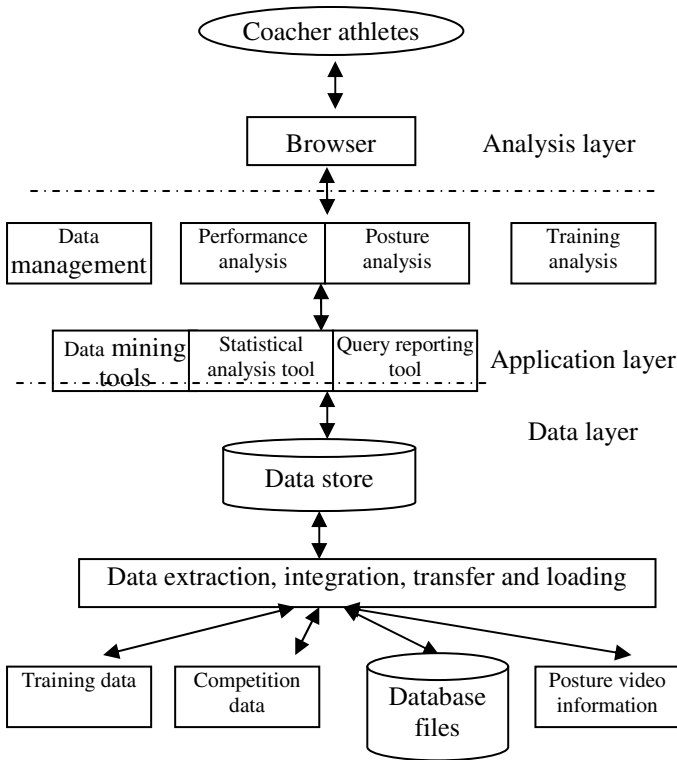 Coacher athletes
Browser
Analysis layer
Data
management
Performance
analysis
Posture
analysis
Training
analysis
Data mining
tools
Statistical
analysis tool
Query reporting
tool
Application layer
Data layer
Data store
Data extraction, integration, transfer and loading
Training data
Competition
data
Database
files
Posture video
information